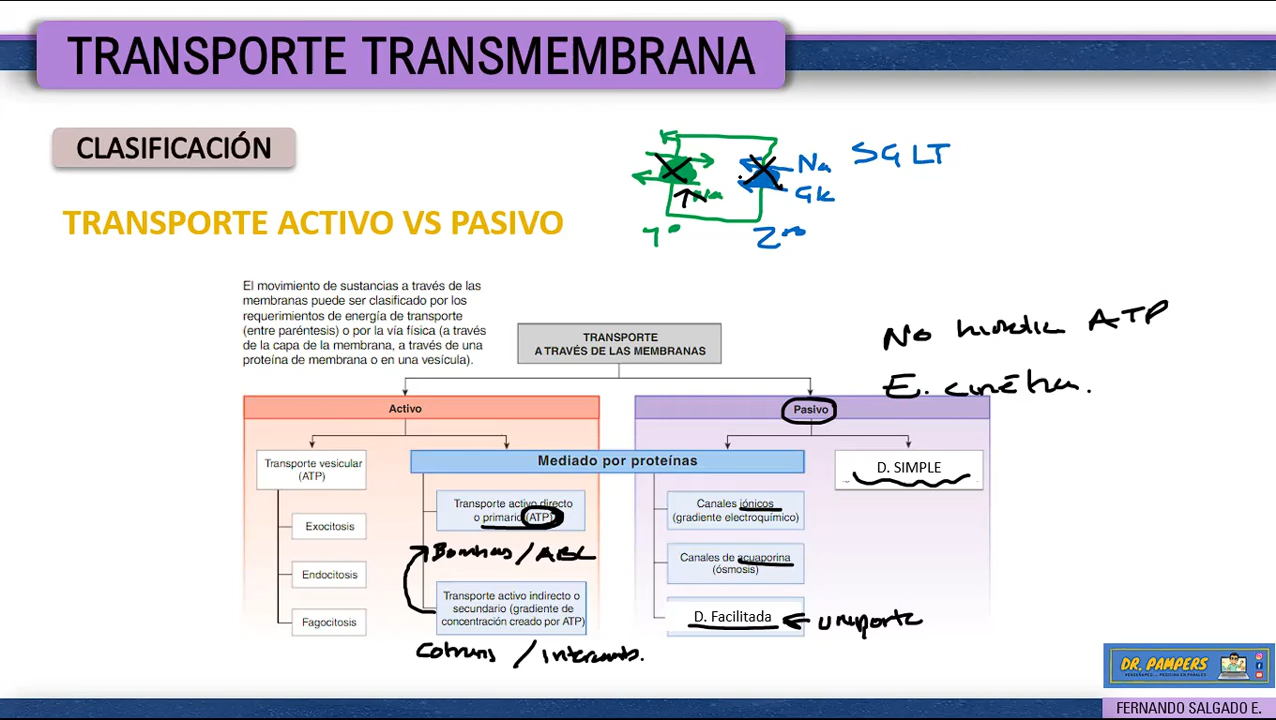 TRANSPORTE TRANSMEMBRANA
CLASIFICACIÓN
TRANSPORTE ACTIVO VS PASIVO
Na
Na
GK
SGLT
1º
2rio
El movimiento de sustancias a través de las
membranas puede ser clasificado por los
requerimientos de energía de transporte
(entre paréntesis) o por la vía física (a través
de la capa de la membrana, a través de una
proteína de membrana o en una vesícula).
TRANSPORTE
A TRAVÉS DE LAS MEMBRANAS
No hidroliza ATP
E. cinética.
Activo
Pasivo
Mediado por proteínas
Transporte vesicular
(ATP)
Exocitosis
Endocitosis
Fagocitosis
Transporte activo directo
o primario (ATP)
Bombas / ABC
Transporte activo indirecto o
secundario (gradiente de
concentración creado por ATP)
Cotrans / intercamb.
Canales iónicos
(gradiente electroquímico)
Canales de acuaporina
(ósmosis)
D. Facilitada
uniporte
D. SIMPLE
DR. PAMPERS
FERNANDO SALGADO E.